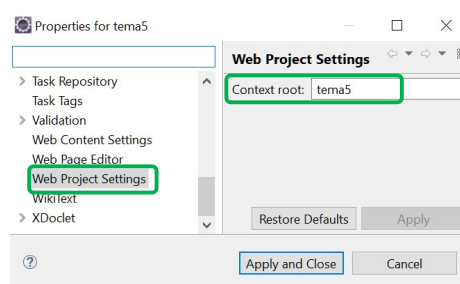 Properties for tema5
Web Project Settings
Context root: tema5
Task Repository
Task Tags
Validation
Web Content Settings
Web Page Editor
Web Project Settings
WikiText
XDoclet
Restore Defaults
Apply
Apply and Close
Cancel